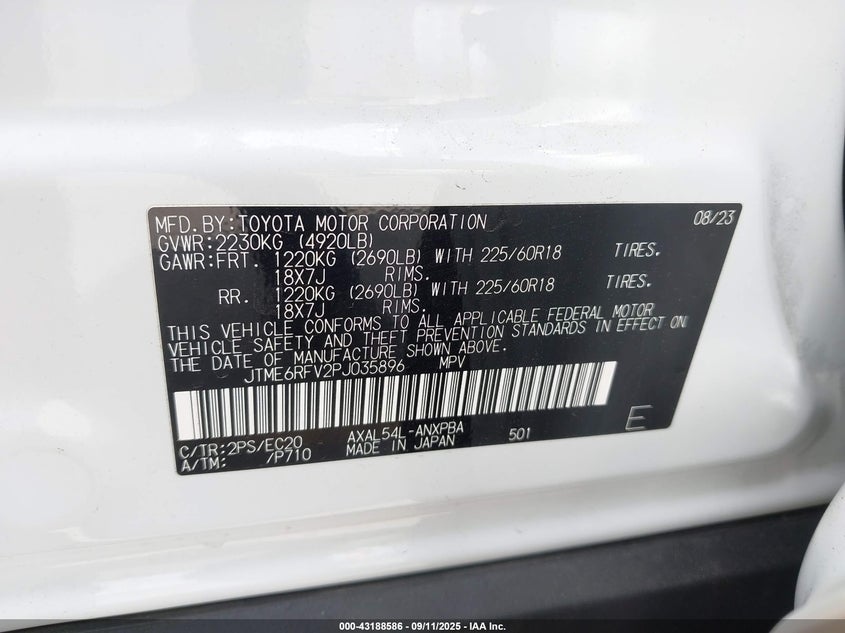 MFD.BY:TOYOTA MOTOR CORPORATION 08/23
GVWR:2230KG (4920LB)
GAWR:FRT. 1220KG (2690LB) WITH 225/60R18 TIRES.
18X7J RIMS.
RR. 1220KG (2690LB) WITH 225/60R18 TIRES.
18X7J RIMS.
THIS VEHICLE CONFORMS TO ALL APPLICABLE FEDERAL MOTOR
VEHICLE SAFETY AND THEFT PREVENTION STANDARDS IN EFFECT ON
THE DATE OF MANUFACTURE SHOWN ABOVE.
JTME6RFV2PJ035896 MPV
C/TR:2PS/EC20 AXAL54L-ANXPBA 501 E
A/TM: /P710 MADE IN JAPAN
000-43188586 - 09/11/2025 - IAA Inc.